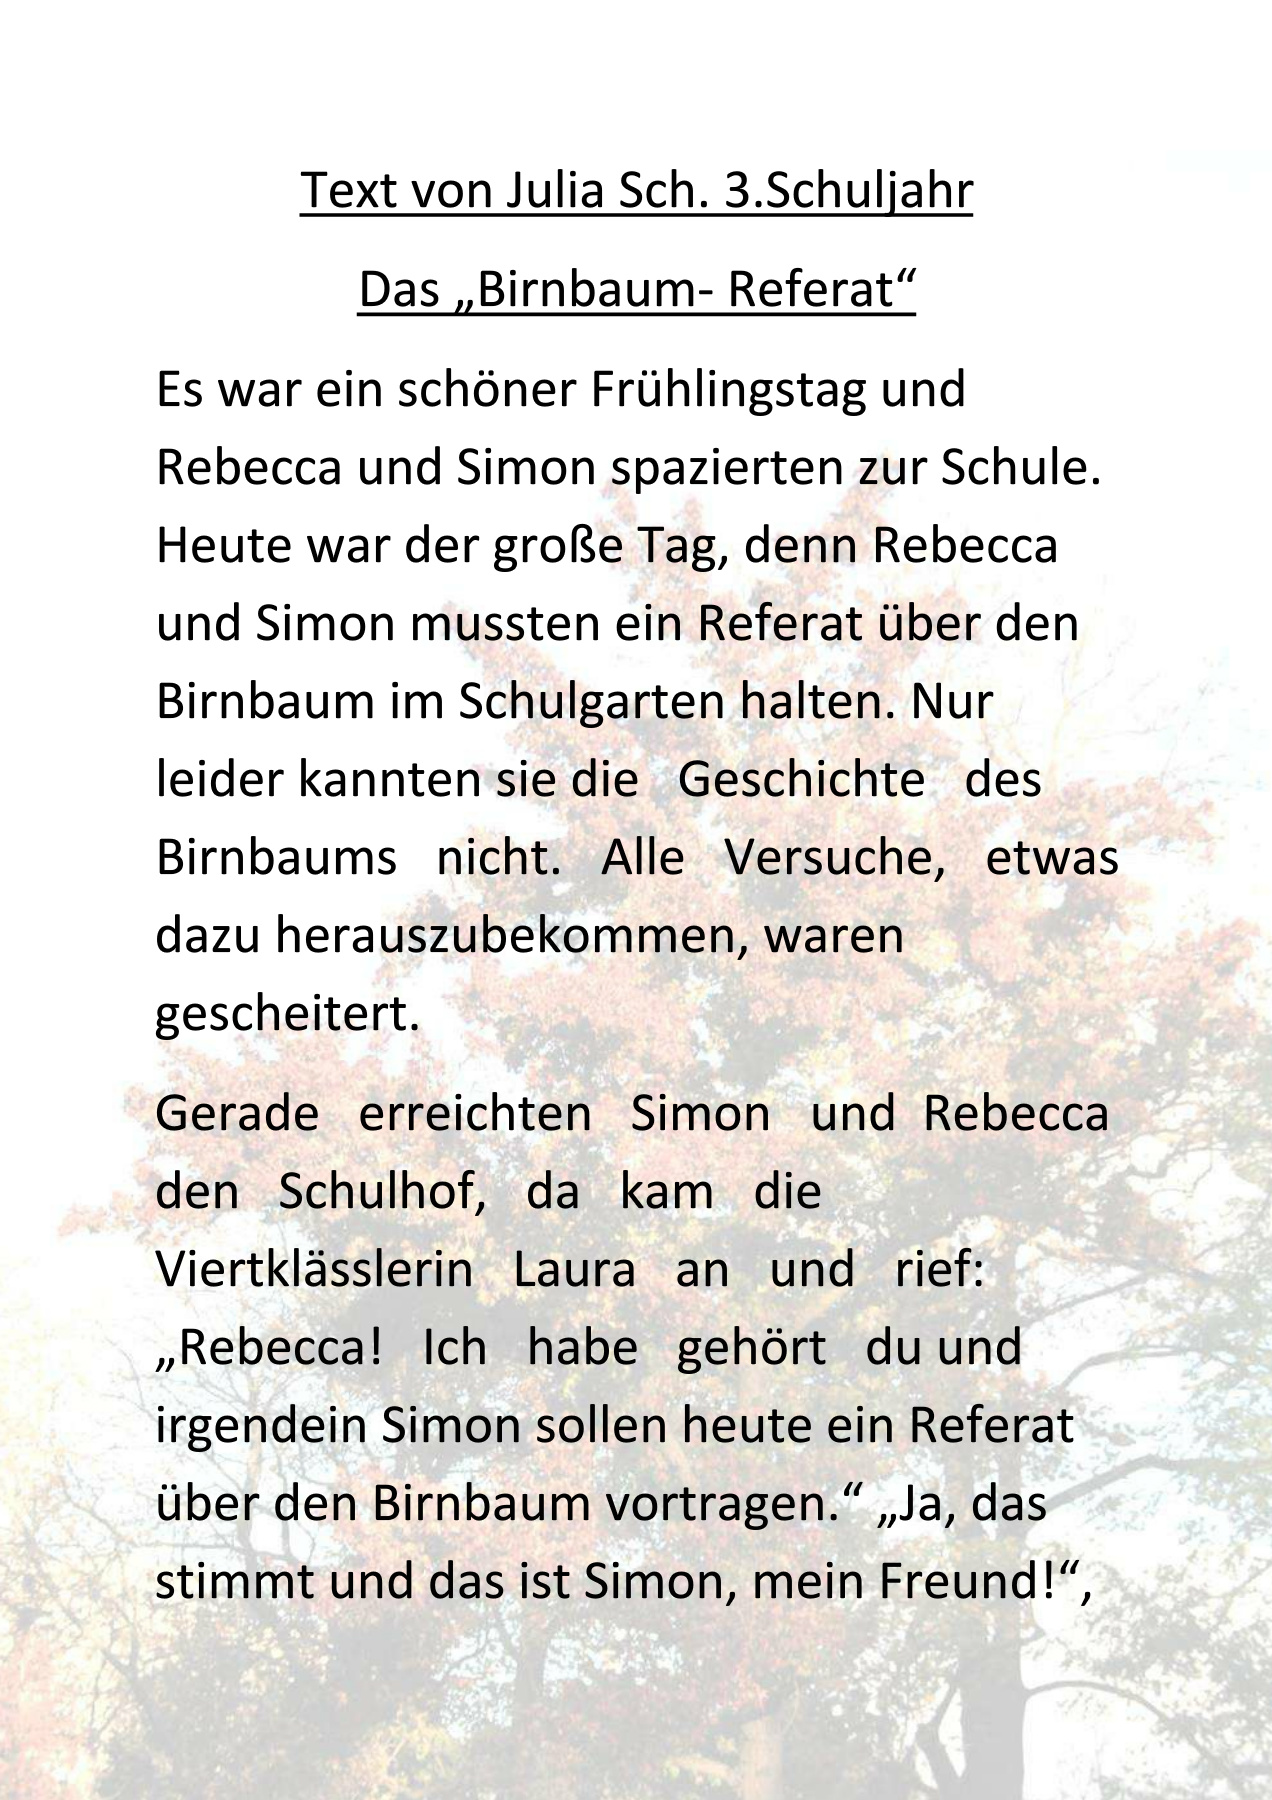 Text von Julia Sch. 3.Schuljahr
Das „Birnbaum- Referat“
Es war ein schöner Frühlingstag und
Rebecca und Simon spazierten zur Schule.
Heute war der große Tag, denn Rebecca
und Simon mussten ein Referat über den
Birnbaum im Schulgarten halten. Nur
leider kannten sie die Geschichte des
Birnbaums nicht. Alle Versuche, etwas
dazu herauszubekommen, waren
gescheitert.
Gerade erreichten Simon und Rebecca
den Schulhof, da kam die
Viertklässlerin Laura an und rief:
„Rebecca! Ich habe gehört du und
irgendein Simon sollen heute ein Referat
über den Birnbaum vortragen.“ „Ja, das
stimmt und das ist Simon, mein Freund!“,